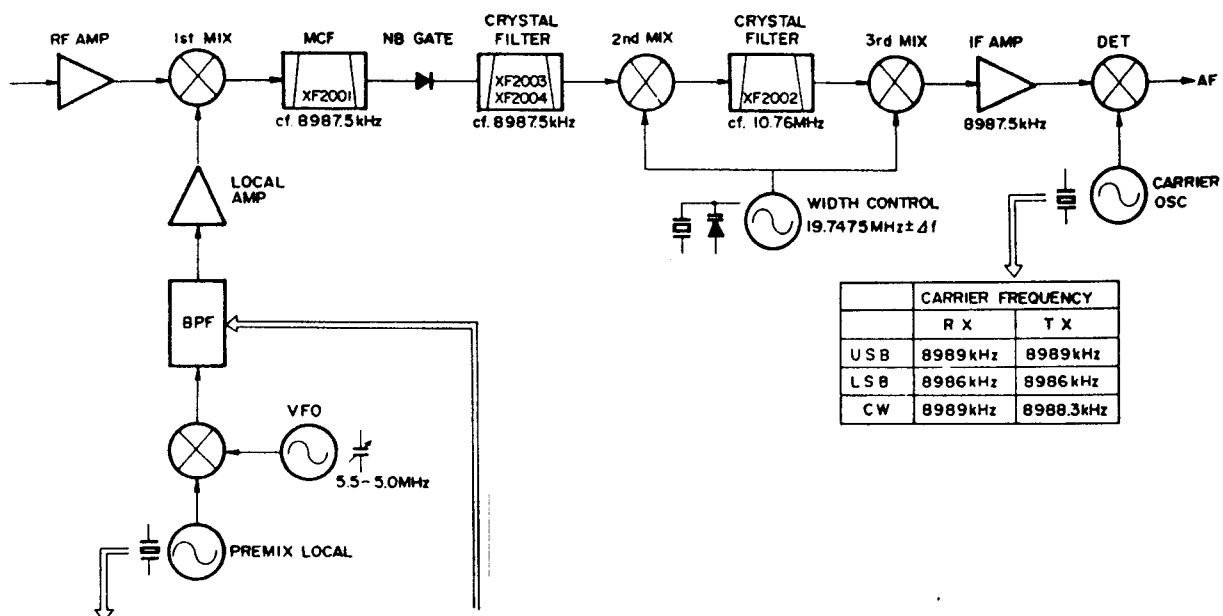 RF AMP
1st MIX
MCF
NB GATE
CRYSTAL
FILTER
2nd MIX
CRYSTAL
FILTER
3rd MIX
IF AMP
DET
XF2001
XF2003
XF2004
XF2002
AF
cf. 8987.5kHz
cf. 8987.5kHz
cf. 10.76MHz
8987.5kHz
LOCAL
AMP
WIDTH CONTROL
19.7475MHz±Δf
CARRIER
OSC
BPF
CARRIER FREQUENCY
RX TX
USB 8989kHz 8989kHz
LSB 8986kHz 8986kHz
CW 8989kHz 8988.3kHz
VFO
5.5~5.0MHz
PREMIX LOCAL